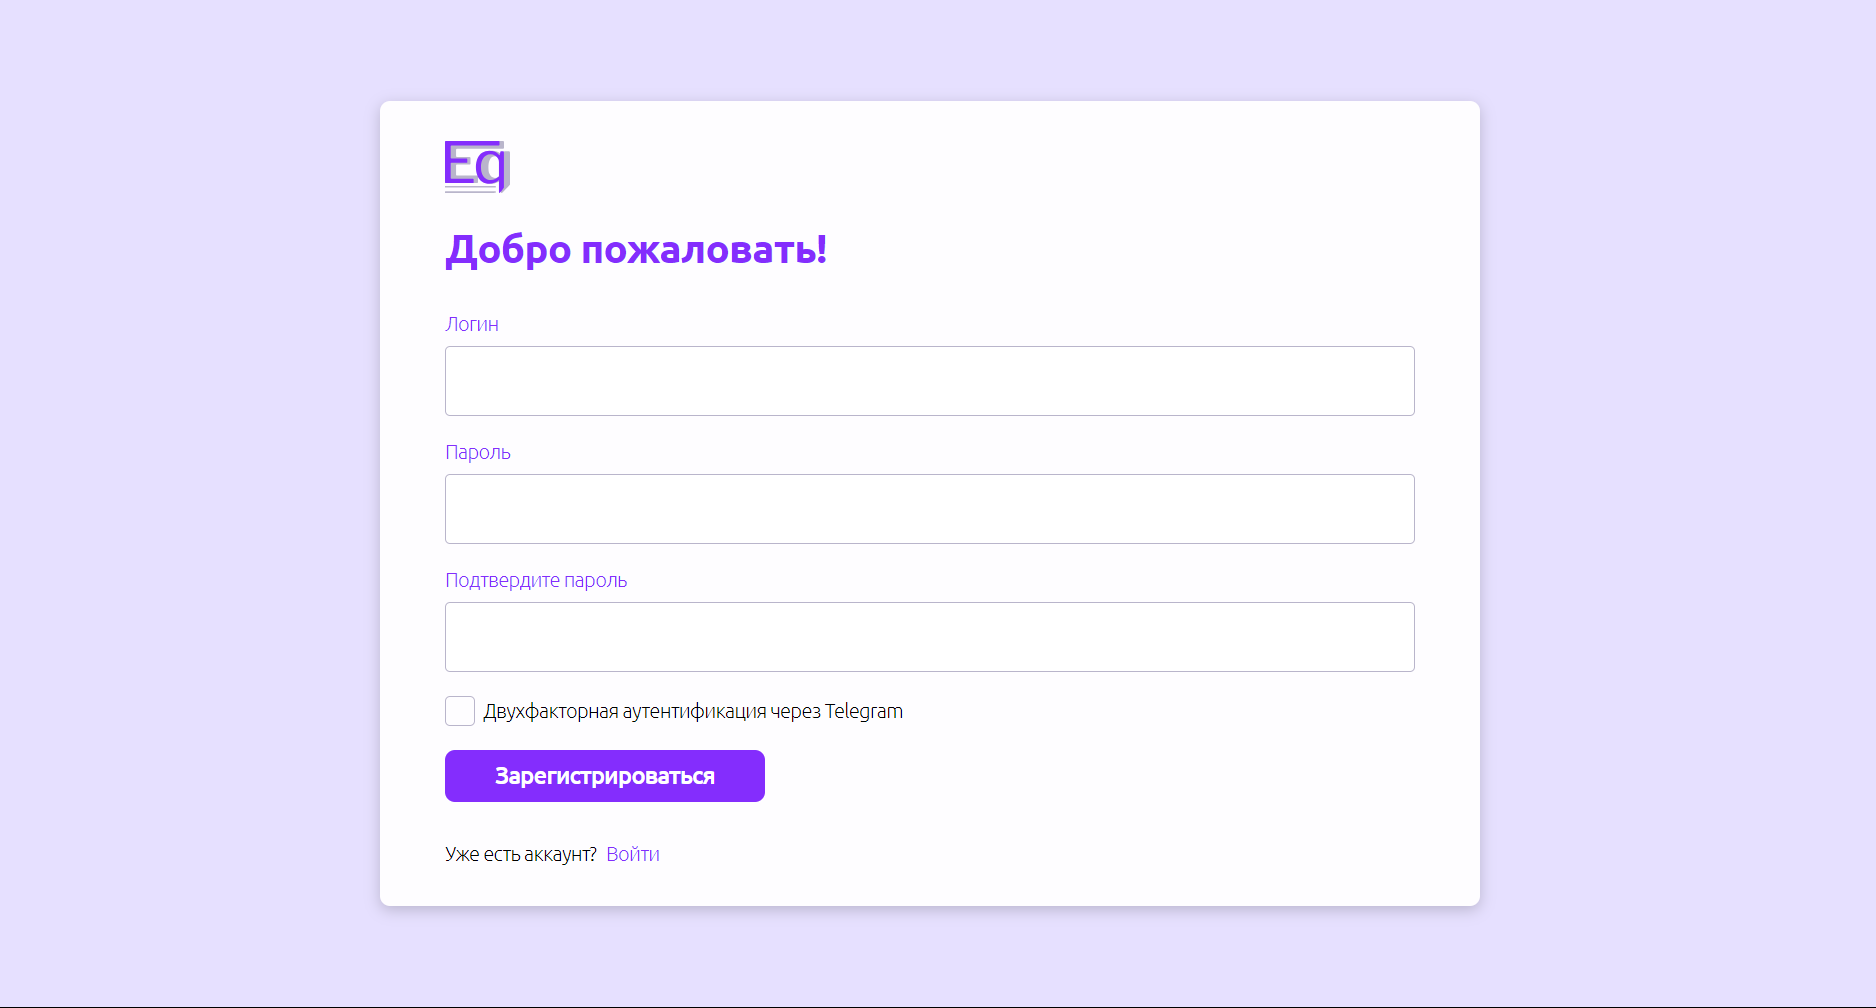 Eq
Добро пожаловать!
Логин
Пароль
Подтвердите пароль
Двухфакторная аутентификация через Telegram
Зарегистрироваться
Уже есть аккаунт? Войти